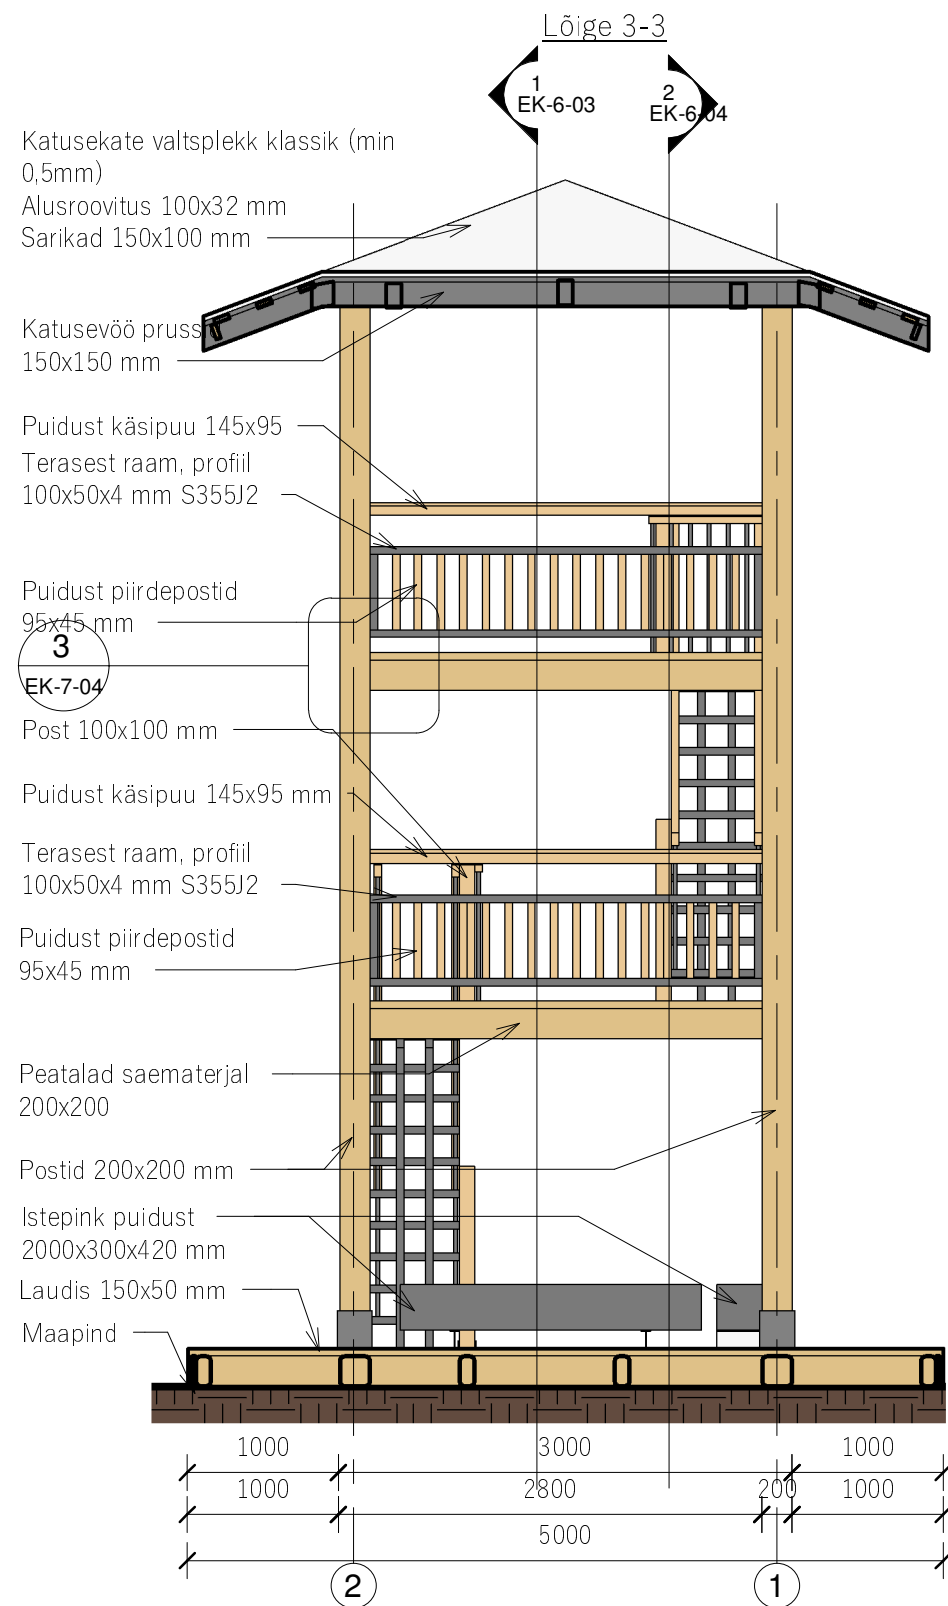 Lõige 3-3
1
EK-6-03
2
EK-6-04
Katusekate valtsplekk klassik (min
0,5mm)
Alusroovitus 100x32 mm
Sarikad 150x100 mm
Katusevöö pruss
150x150 mm
Puidust käsipuu 145x95
Terasest raam, profiil
100x50x4 mm S355J2
Puidust piirdepostid
95x45 mm
3
EK-7-04
Post 100x100 mm
Puidust käsipuu 145x95 mm
Terasest raam, profiil
100x50x4 mm S355J2
Puidust piirdepostid
95x45 mm
Peatalad saematerjal
200x200
Postid 200x200 mm
Istepink puidust
2000x300x420 mm
Laudis 150x50 mm
Maapind
1000 3000 1000
1000 2800 200 1000
5000
2 1